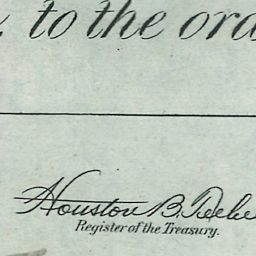 to the ord
Houston B. Teehe
Register of the Treasury.